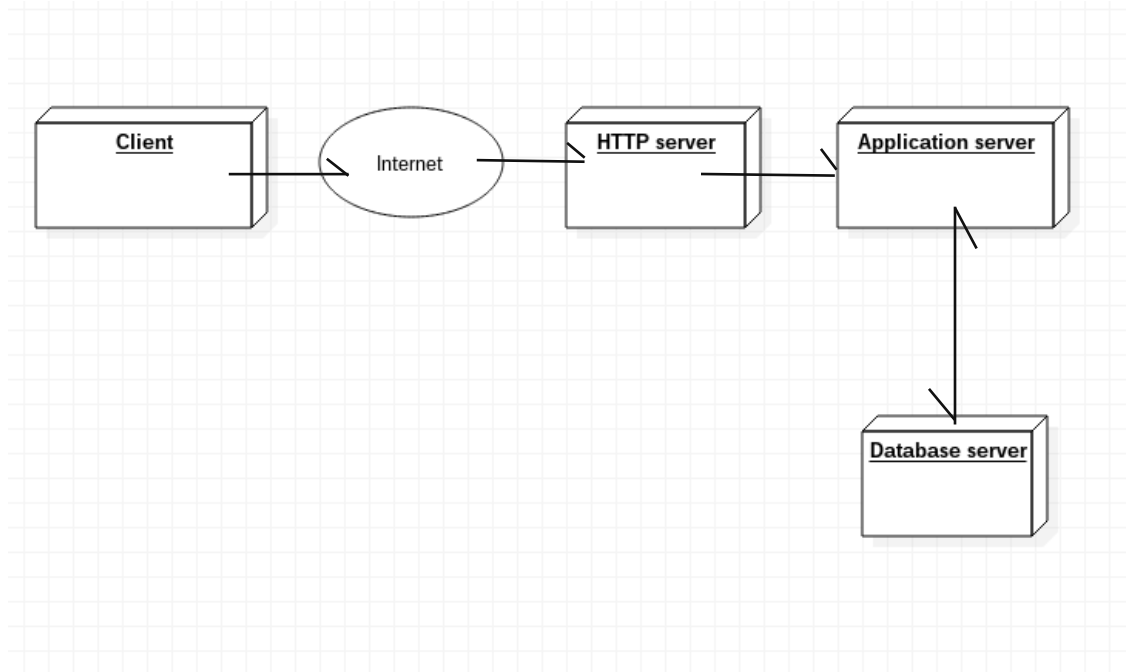 Client
Internet
HTTP server
Application server
Database server